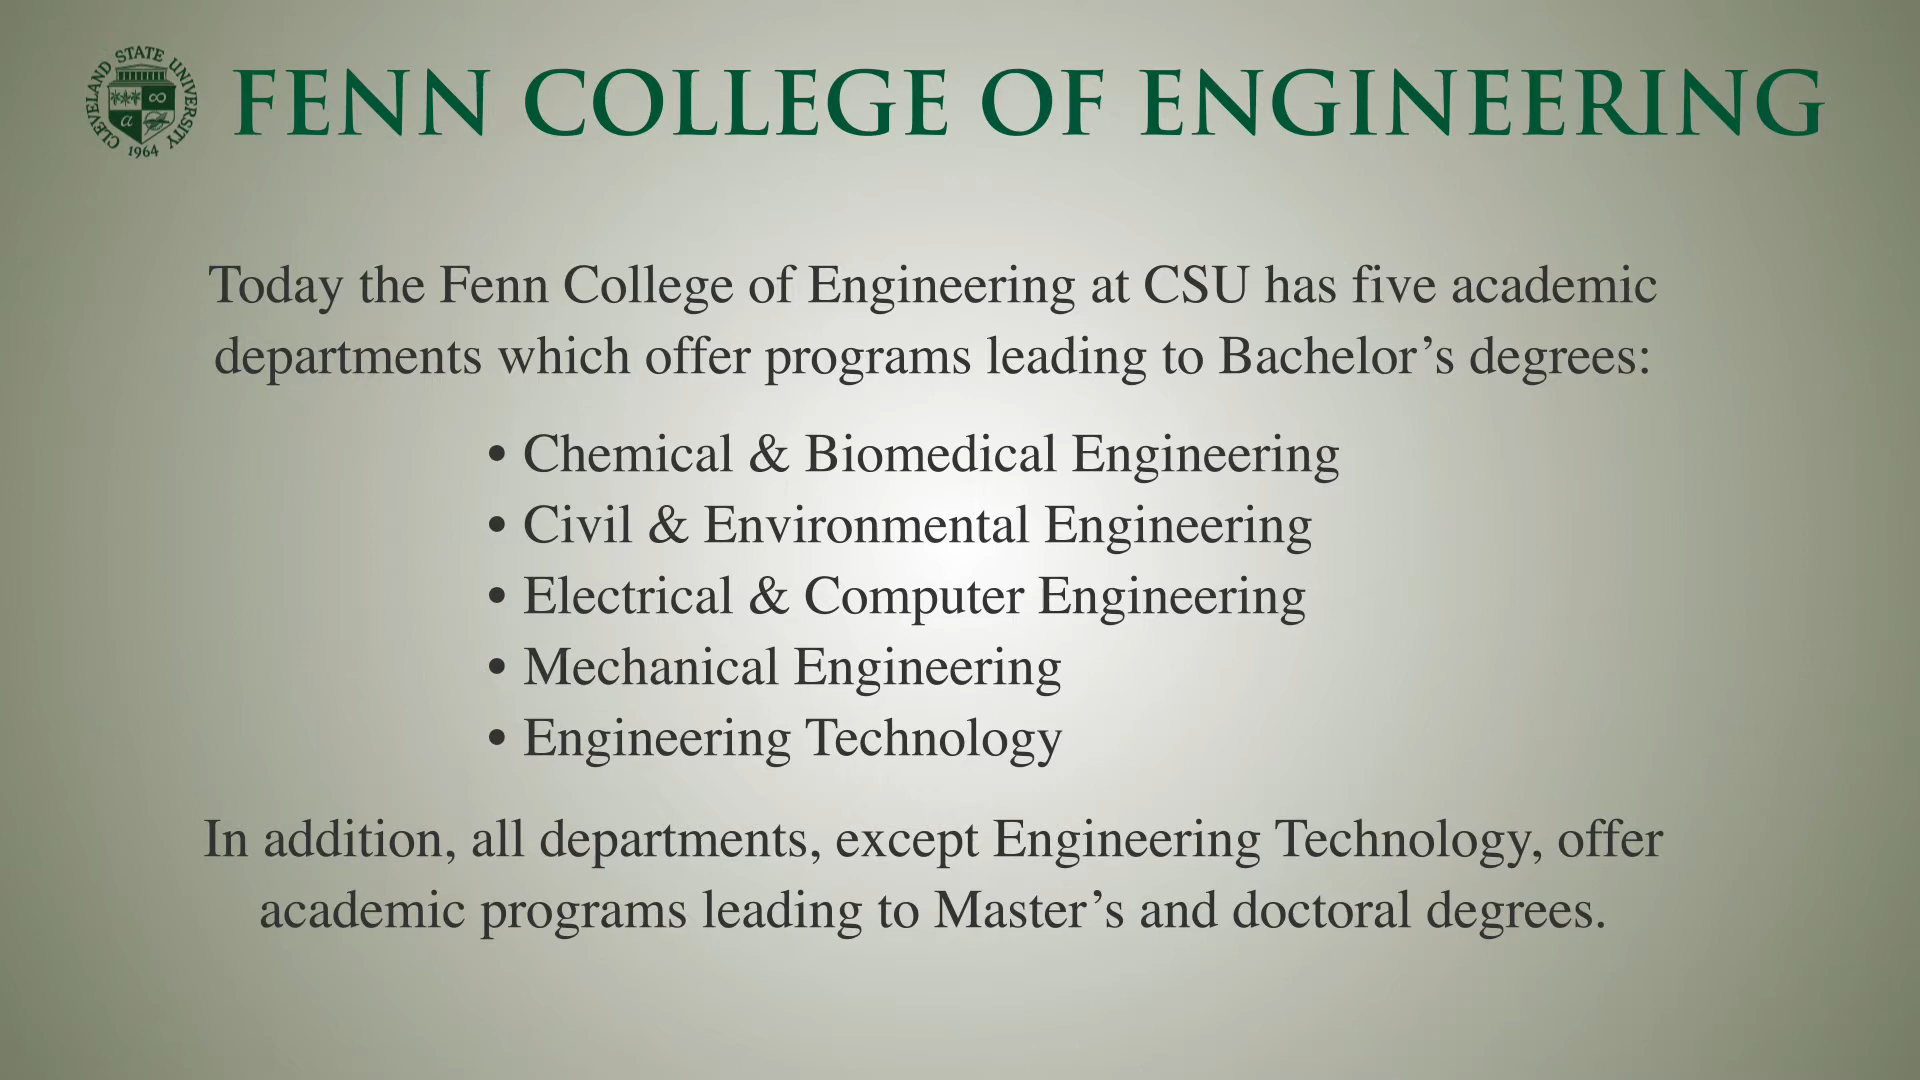 CLEVELAND STATE UNIVERSITY
1964
FENN COLLEGE OF ENGINEERING
Today the Fenn College of Engineering at CSU has five academic
departments which offer programs leading to Bachelor’s degrees:
• Chemical & Biomedical Engineering
• Civil & Environmental Engineering
• Electrical & Computer Engineering
• Mechanical Engineering
• Engineering Technology
In addition, all departments, except Engineering Technology, offer
academic programs leading to Master’s and doctoral degrees.